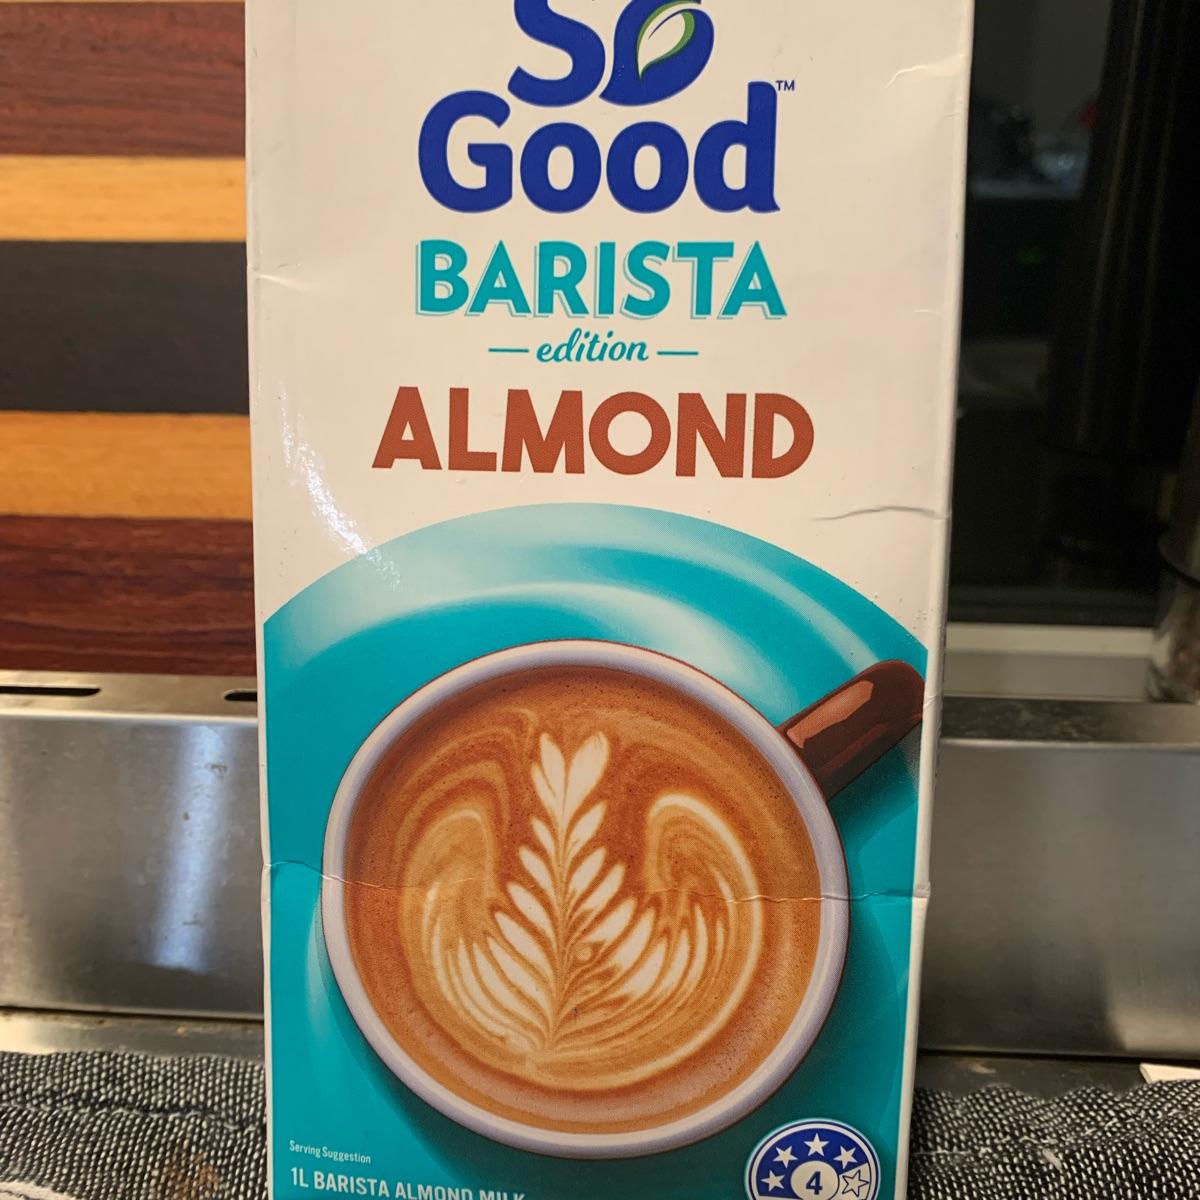 So
Good™
BARISTA
edition
ALMOND
Serving Suggestion
1L BARISTA ALMOND MILK
4